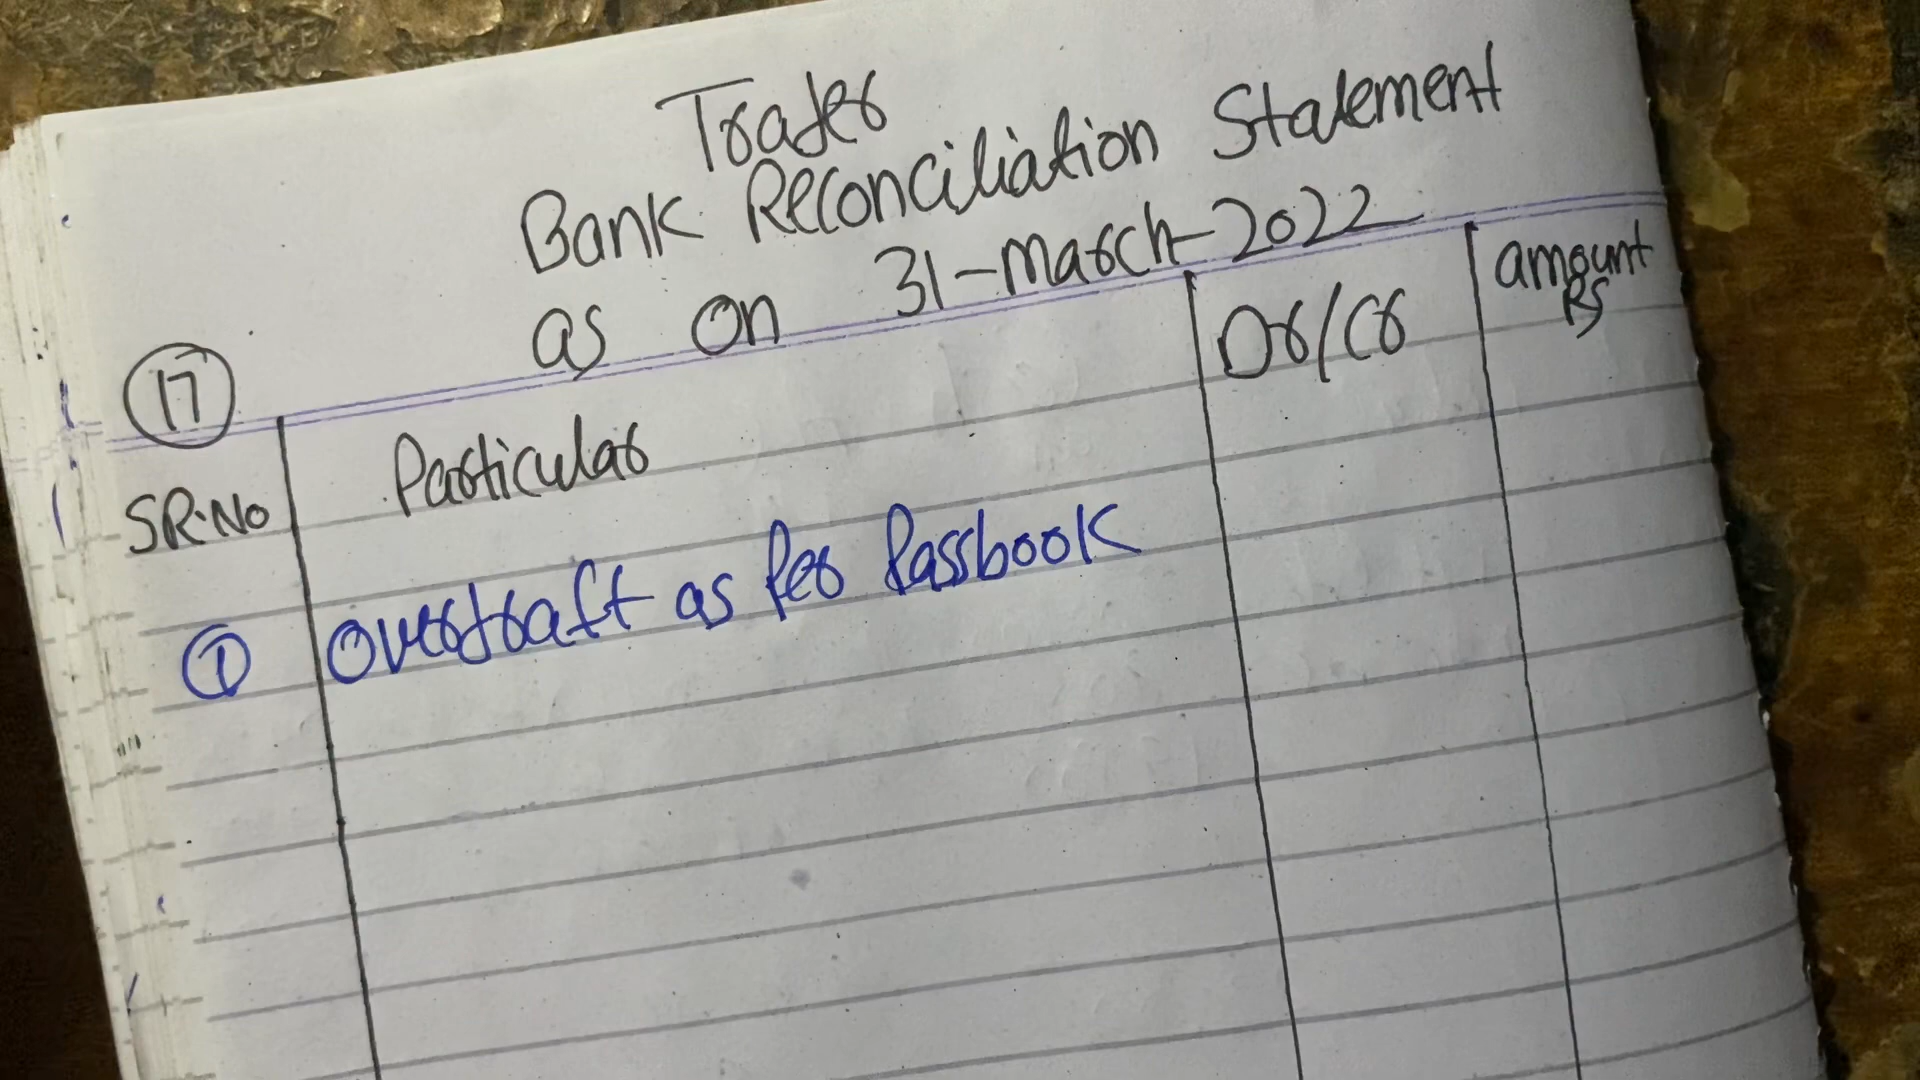 Trader
Bank Reconciliation Statement
as on 31-March-2022
17
SR.No Particular Dr/Cr amount Rs
1 overdraft as Per Passbook